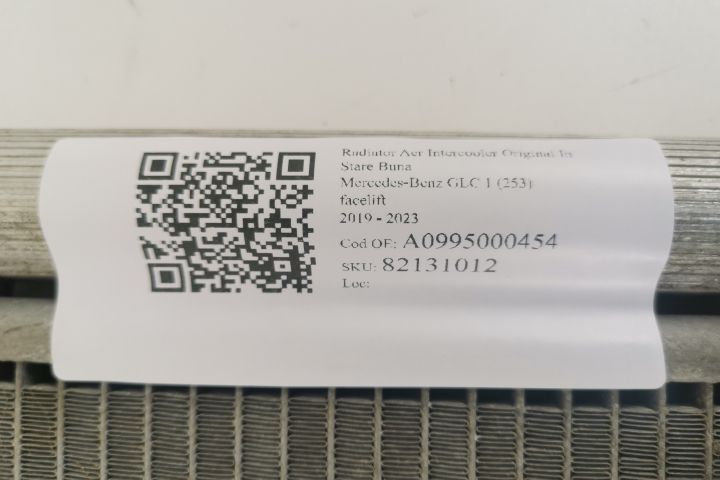 Radiator Aer Intercooler Original In
Stare Buna
Mercedes-Benz GLC 1 (253)
facelift
2019 - 2023
Cod OE: A0995000454
SKU: 82131012
Loc: